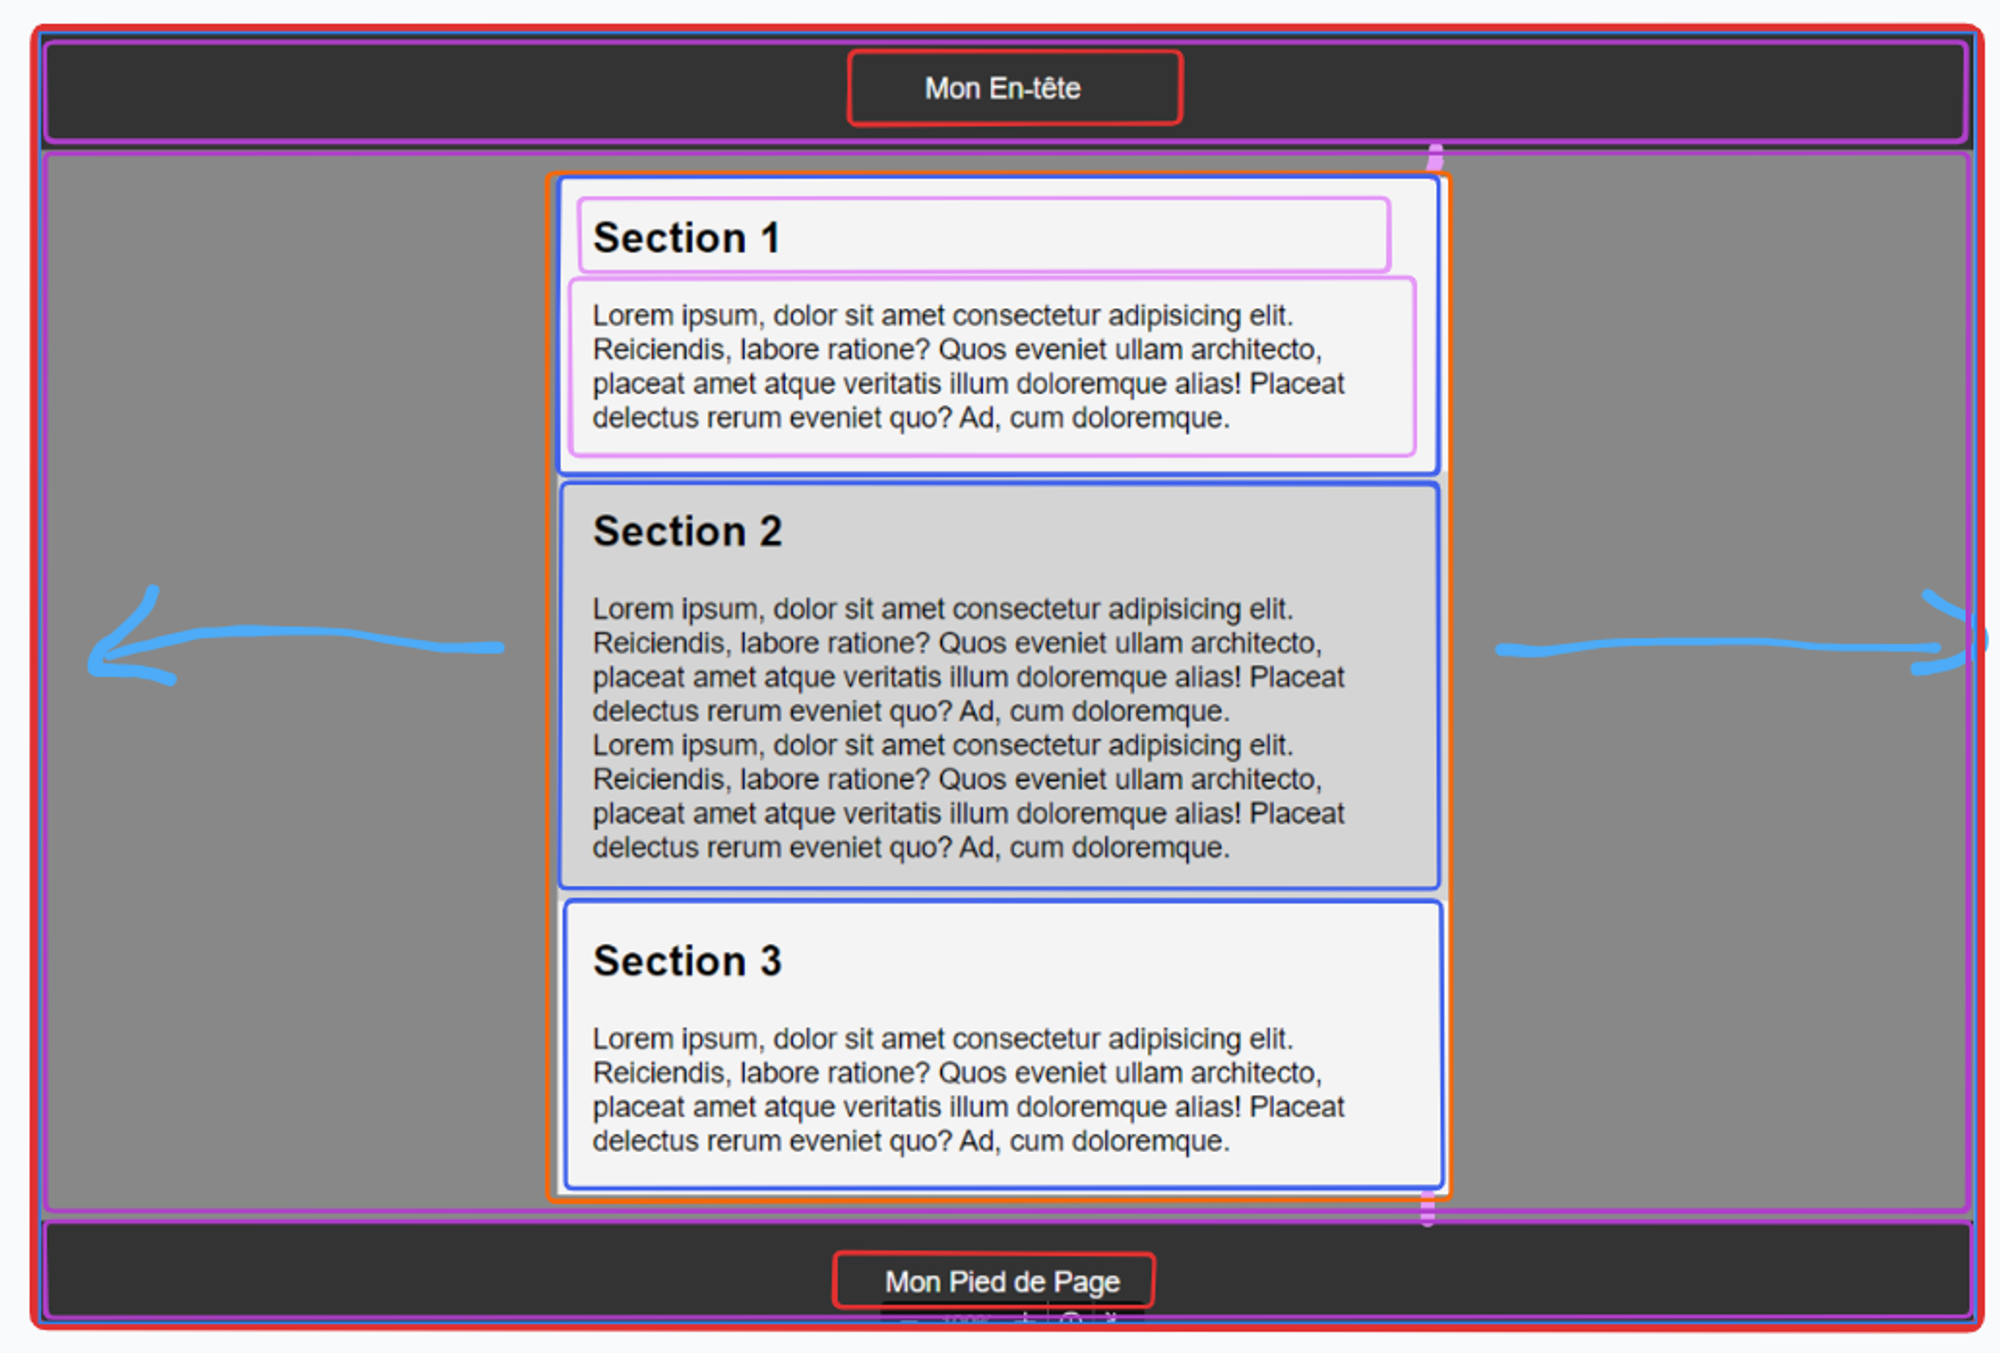 Mon En-tête
Section 1
Lorem ipsum, dolor sit amet consectetur adipisicing elit.
Reiciendis, labore ratione? Quos eveniet ullam architecto,
placeat amet atque veritatis illum doloremque alias! Placeat
delectus rerum eveniet quo? Ad, cum doloremque.
Section 2
Lorem ipsum, dolor sit amet consectetur adipisicing elit.
Reiciendis, labore ratione? Quos eveniet ullam architecto,
placeat amet atque veritatis illum doloremque alias! Placeat
delectus rerum eveniet quo? Ad, cum doloremque.
Lorem ipsum, dolor sit amet consectetur adipisicing elit.
Reiciendis, labore ratione? Quos eveniet ullam architecto,
placeat amet atque veritatis illum doloremque alias! Placeat
delectus rerum eveniet quo? Ad, cum doloremque.
Section 3
Lorem ipsum, dolor sit amet consectetur adipisicing elit.
Reiciendis, labore ratione? Quos eveniet ullam architecto,
placeat amet atque veritatis illum doloremque alias! Placeat
delectus rerum eveniet quo? Ad, cum doloremque.
Mon Pied de Page